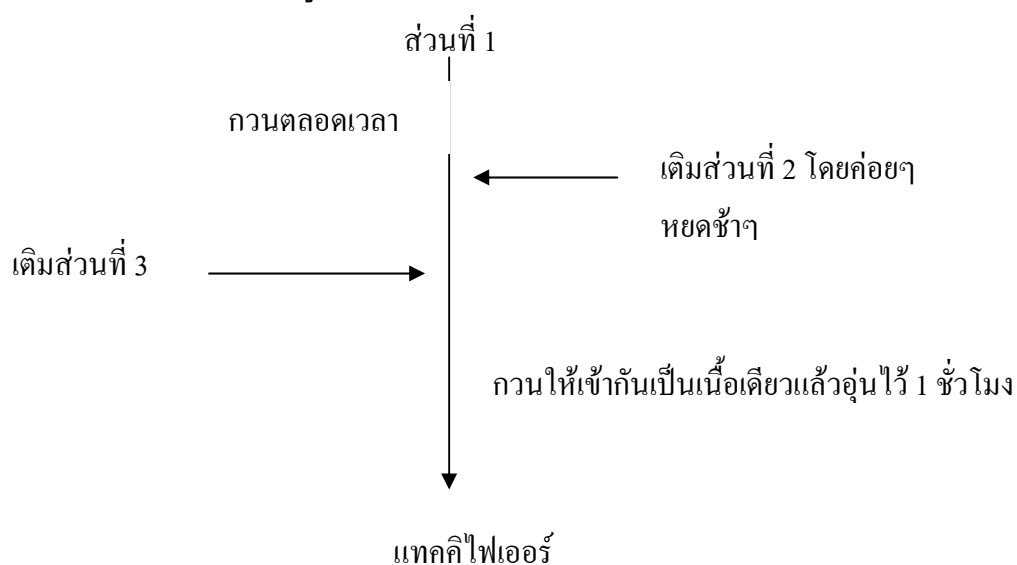 ส่วนที่ 1
กวนตลอดเวลา
เติมส่วนที่ 2 โดยค่อยๆ
หยดช้าๆ
เติมส่วนที่ 3
กวนให้เข้ากันเป็นเนื้อเดียวแล้วอุ่นไว้ 1 ชั่วโมง
แทคคิไฟเออร์